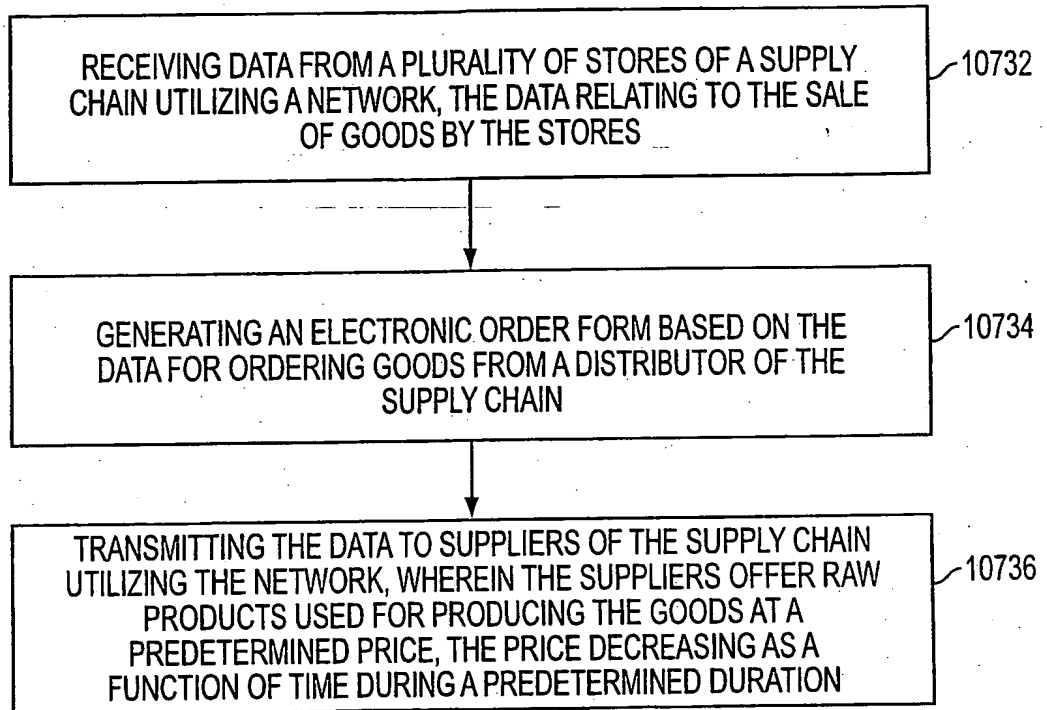 RECEIVING DATA FROM A PLURALITY OF STORES OF A SUPPLY
CHAIN UTILIZING A NETWORK, THE DATA RELATING TO THE SALE
OF GOODS BY THE STORES
10732
GENERATING AN ELECTRONIC ORDER FORM BASED ON THE
DATA FOR ORDERING GOODS FROM A DISTRIBUTOR OF THE
SUPPLY CHAIN
10734
TRANSMITTING THE DATA TO SUPPLIERS OF THE SUPPLY CHAIN
UTILIZING THE NETWORK, WHEREIN THE SUPPLIERS OFFER RAW
PRODUCTS USED FOR PRODUCING THE GOODS AT A
PREDETERMINED PRICE, THE PRICE DECREASING AS A
FUNCTION OF TIME DURING A PREDETERMINED DURATION
10736